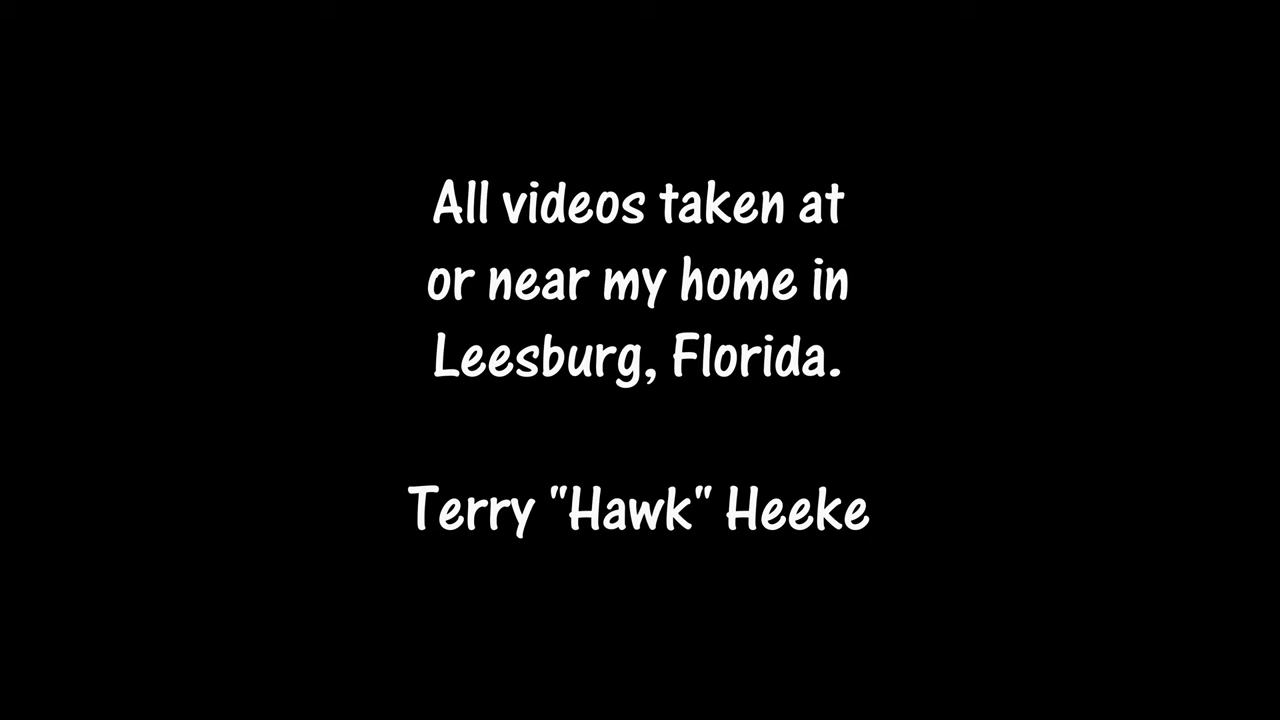 All videos taken at
or near my home in
Leesburg, Florida.
Terry "Hawk" Heeke